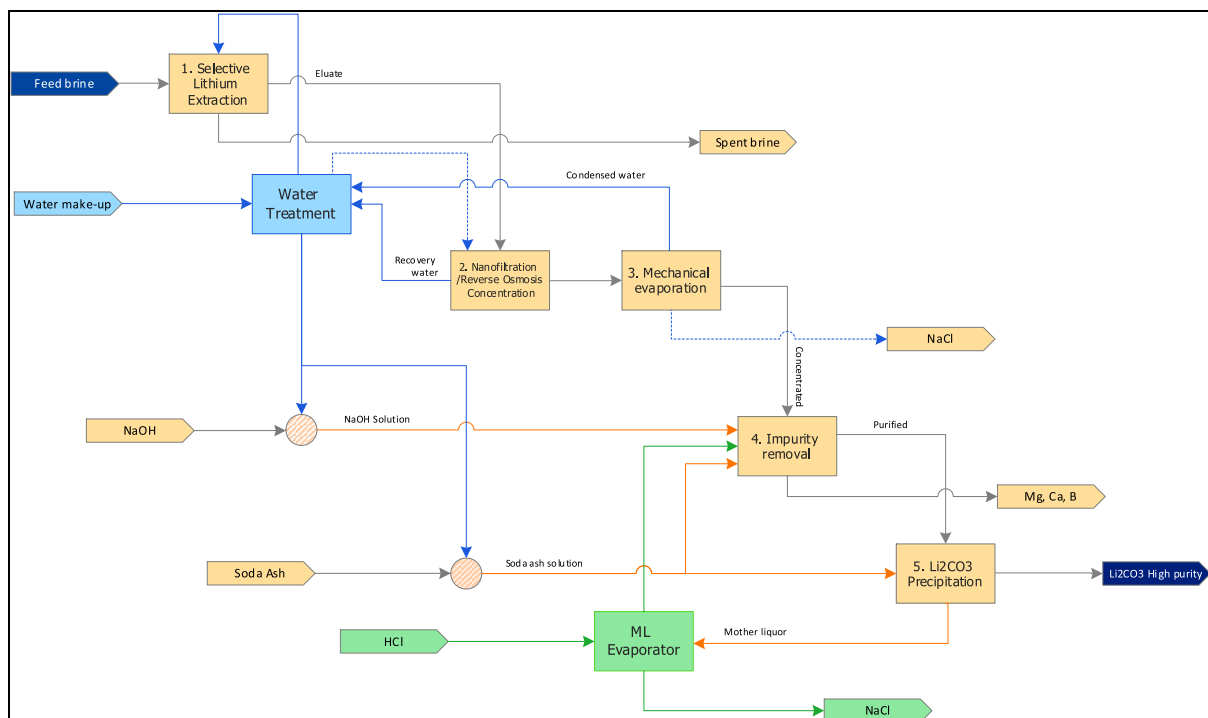 1. Selective
Lithium
Extraction
Feed brine
Eluate
Spent brine
Condensed water
Water
Treatment
Water make-up
Recovery
water
2. Nanofiltration
/Reverse Osmosis
Concentration
3. Mechanical
evaporation
NaCl
Concentrated
NaOH
NaOH Solution
4. Impurity
removal
Purified
Mg, Ca, B
Soda Ash
Soda ash solution
5. Li2CO3
Precipitation
Li2CO3 High purity
HCl
ML
Evaporator
Mother liquor
NaCl